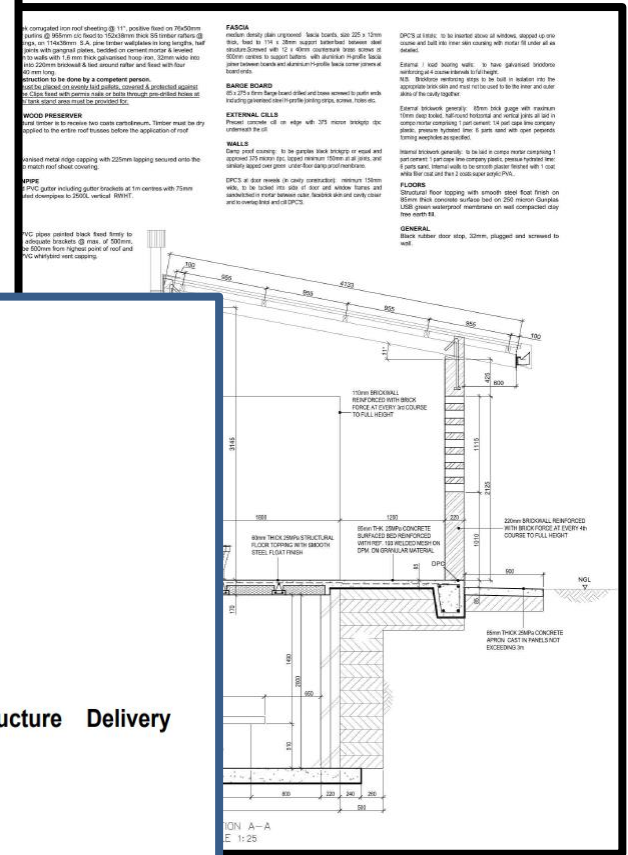 corrugated iron roof sheeting @ 11°, positive fixed on 76x50mm
purlins @ 955mm c/c fixed to 152x38mm thick S5 timber rafters @
on 114x38mm S.A. pine timber wallplates in long lengths, half
joints with gangnail plates, bedded on cement mortar & leveled
to walls with 1.6 mm thick galvanised hoop iron, 32mm wide into
into 220mm brickwall & tied around rafter and fixed with four
40 mm long.
struction to be done by a competent person.
must be placed on evenly laid pallets, covered & protected against
Clips fixed with permix nails or bolts through pre-drilled holes at
tank stand area must be provided for.
WOOD PRESERVER
timber is to receive two coats carbolineum. Timber must be dry
applied to the entire roof trusses before the application of roof
metal ridge capping with 225mm lapping secured onto the
match roof sheet covering.
PVC gutter including gutter brackets at 1m centres with 75mm
downpipes to 2500L vertical RWHT.
pipes painted black fixed firmly to
adequate brackets @ max. of 500mm,
be 500mm from highest point of roof and
whirlybird vent capping.
FASCIA
medium density plain ungrooved fascia boards, size 225 x 12mm
thick, fixed to 114 x 38mm support batten fixed between steel
structure. Screwed with 12 x 40mm countersunk brass screws at
600mm centres to support battens with aluminium H-profile fascia
joiner between boards and aluminium H-profile fascia corner joiners at
board ends.
BARGE BOARD
85 x 275 x 6mm Barge board drilled and brass screwed to purlin ends
including galvanised steel H-profile jointing strips, screws, holes etc.
EXTERNAL CILLS
Precast concrete cill on edge with 375 micron brickgrip dpc
underneath the cill
WALLS
Damp proof coursing: to be gunplas black brickgrip or equal and
approved 375 micron dpc, lapped minimum 150mm at all joints, and
similarly lapped over green under-floor damp proof membrane.
DPC'S at door reveals (in cavity construction): minimum 150mm
wide, to be tucked into side of door and window frames and
sandwitched in mortar between outer, facebrick skin and cavity closer
and to overlap lintol and cill DPC'S.
DPC'S at lintols: to be inserted above all windows, stepped up one
course and built into inner skin coursing with mortar fill under all as
detailed.
External / load bearing walls: to have galvanised brickforce
reinforcing at 4 course intervals to full height.
N.B. Brickforce reinforcing strips to be built in isolation into the
appropriate brick skin and must not be used to tie the inner and outer
skins of the cavity together.
External brickwork generally: 85mm brick guage with maximum
10mm deep tooled, half-round horizontal and vertical joints all laid in
compo mortar comprising 1 part cement: 1/4 part cape lime company
plastic, pressure hydrated lime: 6 parts sand with open perpends
forming weepholes as specified.
Internal brickwork generally: to be laid in compo mortar comprising 1
part cement: 1 part cape lime company plastic, pressure hydrated lime:
6 parts sand. Internal walls to be smooth plaster finished with 1 coat
white filler coat and then 2 coats super acrylic PVA.
FLOORS
Structural floor topping with smooth steel float finish on
85mm thick concrete surface bed on 250 micron Gunplas
USB green waterproof membrane on well compacted clay
free earth fill.
GENERAL
Black rubber door stop, 32mm, plugged and screwed to
wall.
100
955
4733
955
955
955
100
11°
425
600
110mm BRICKWALL
REINFORCED WITH BRICK
FORCE AT EVERY 3rd COURSE
TO FULL HEIGHT
3145
1115
2125
1250
220
220mm BRICKWALL REINFORCED
WITH BRICK FORCE AT EVERY 4th
COURSE TO FULL HEIGHT
60mm THICK 25MPa STRUCTURAL
FLOOR TOPPING WITH SMOOTH
STEEL FLOAT FINISH
85mm THK. 25MPa CONCRETE
SURFACED BED REINFORCED
WITH REF. 193 WELDED MESH ON
DPM. ON GRANULAR MATERIAL
1010
DPC
85
900
NGL
170
85
85mm THICK 25MPa CONCRETE
APRON CAST IN PANELS NOT
EXCEEDING 3m
1400
2000
950
510
ucture Delivery
600
220
240
260
500
ION A-A
E 1:25